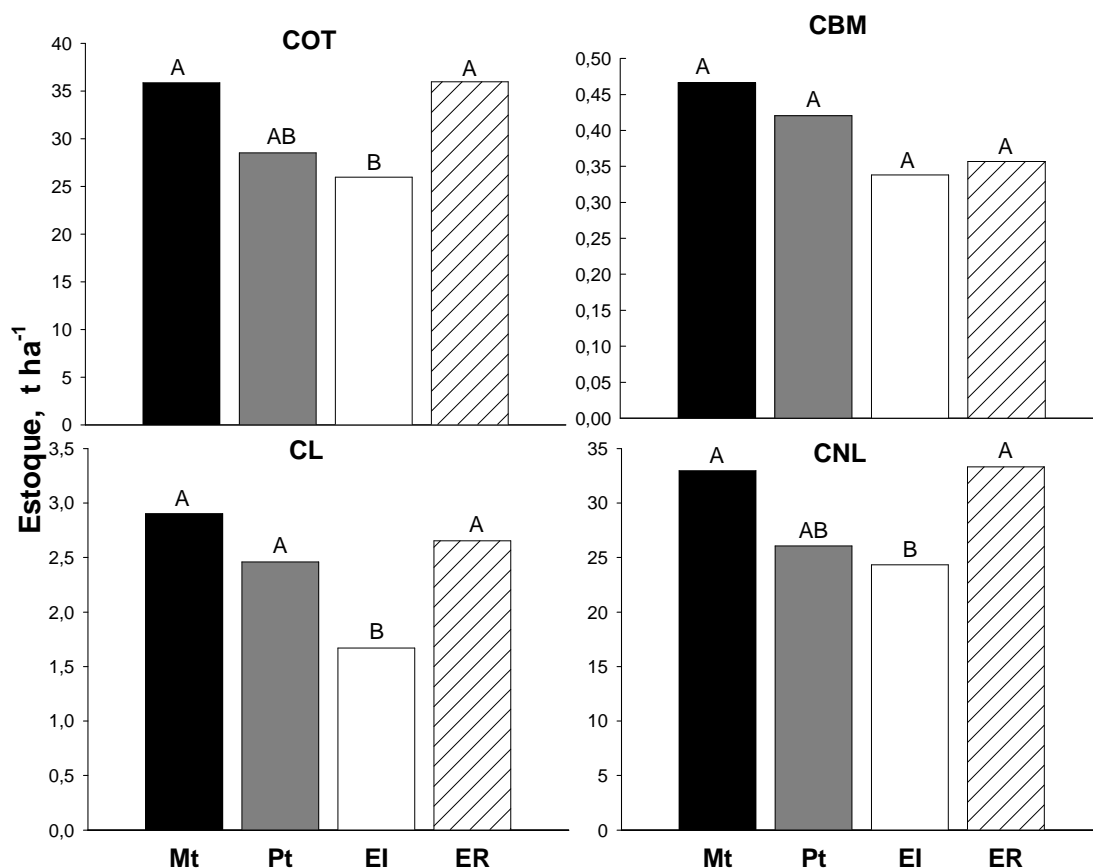 Estoque, t ha⁻¹
COT
40
35
30
25
20
15
10
5
0
A
AB
B
A
CBM
0,50
0,45
0,40
0,35
0,30
0,25
0,20
0,15
0,10
0,05
0,00
A
A
A
A
CL
3,5
3,0
2,5
2,0
1,5
1,0
0,5
0,0
A
A
B
A
Mt Pt EI ER
CNL
35
30
25
20
15
10
5
0
A
AB
B
A
Mt Pt EI ER